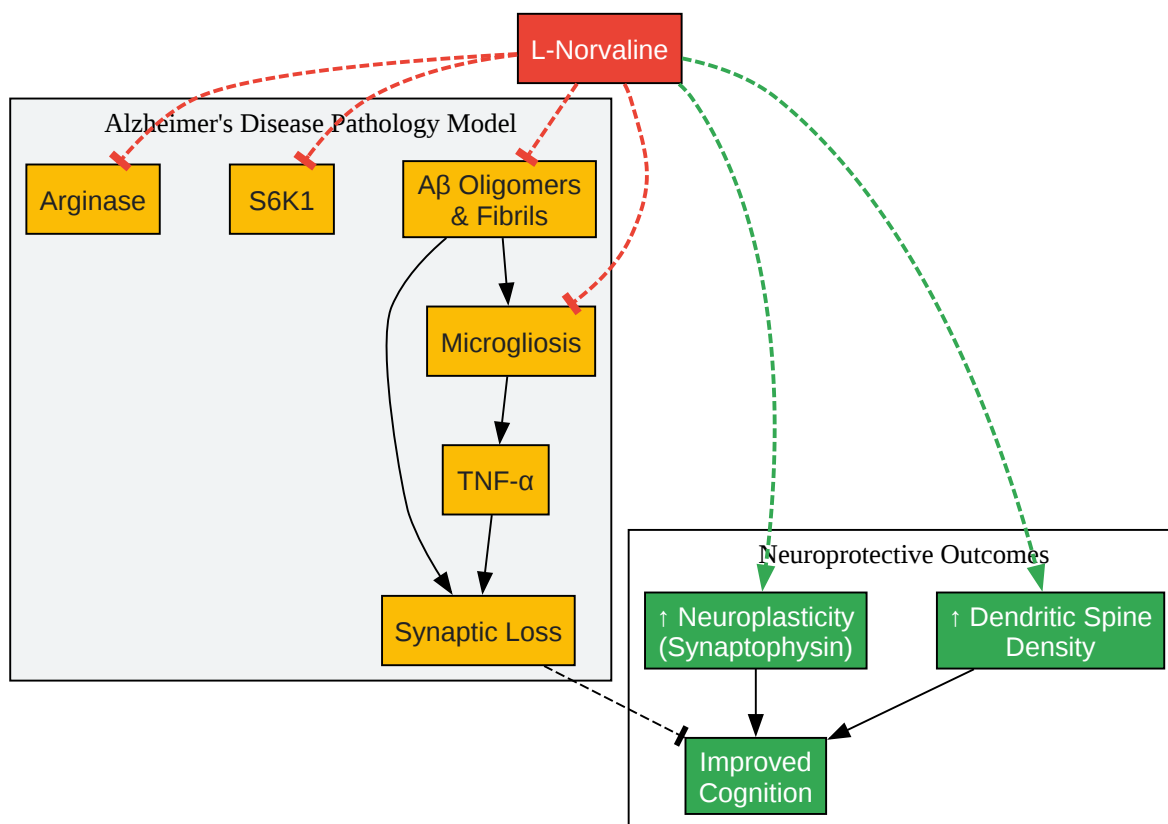 L-Norvaline
Alzheimer's Disease Pathology Model
Arginase
S6K1
Aβ Oligomers
& Fibrils
Microgliosis
TNF-α
Synaptic Loss
Neuroprotective Outcomes
↑ Neuroplasticity
(Synaptophysin)
↑ Dendritic Spine
Density
Improved
Cognition